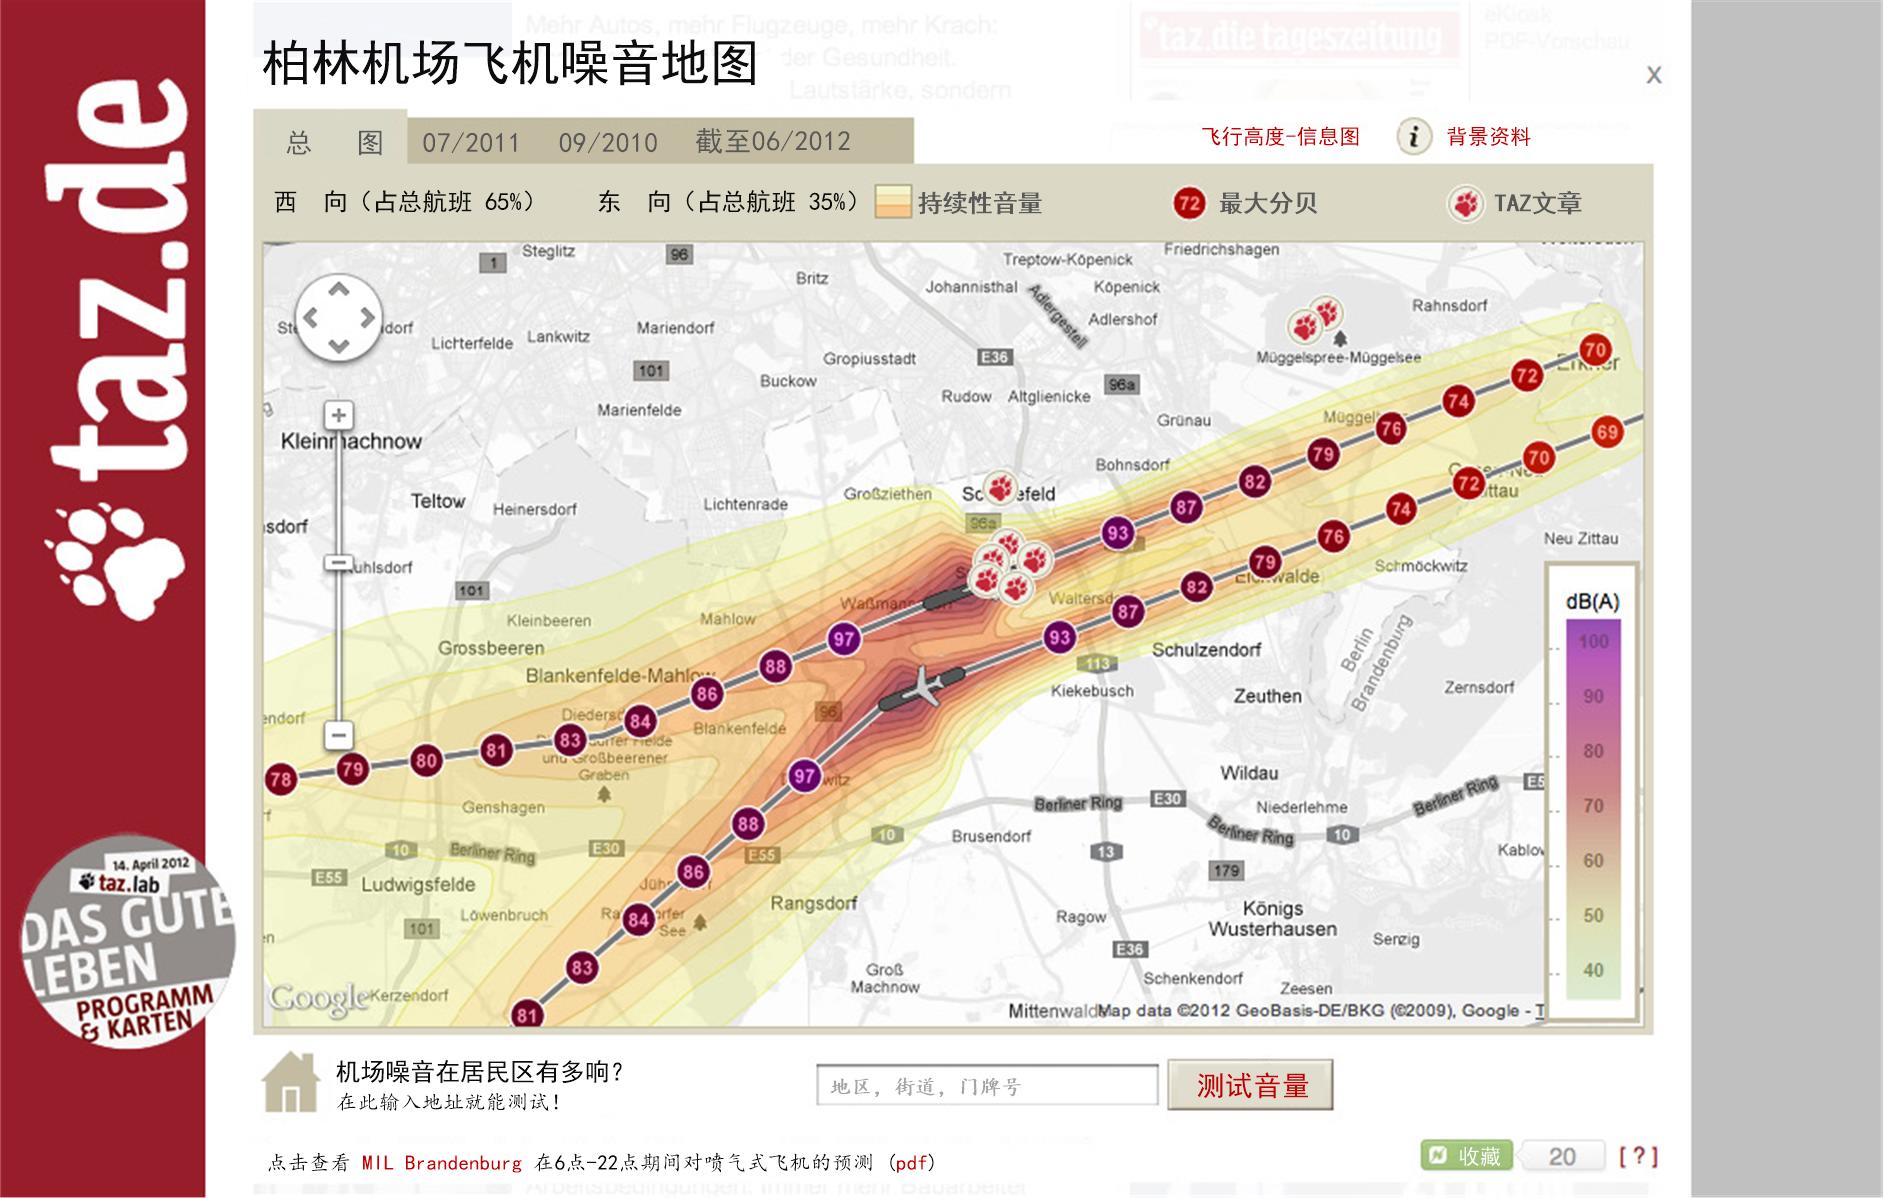 Mehr Autos, mehr Flugzeuge, mehr Krach:
der Gesundheit.
Lautstärke, sondern
taz.die tageszeitung
eKiosk
PDF-Vorschau
taz.de
柏林机场飞机噪音地图
X
总 图
07/2011
09/2010
截至06/2012
飞行高度-信息图
i
背景资料
西 向（占总航班 65%）
东 向（占总航班 35%）
持续性音量
72
最大分贝
TAZ文章
Steglitz
1
96
Britz
Treptow-Köpenick
Friedrichshagen
Johannisthal
Köpenick
Adlergestell
Adlershof
Rahnsdorf
Lichterfelde
Lankwitz
Mariendorf
Gropiusstadt
E36
Müggelspree-Müggelsee
101
Buckow
96a
Rudow
Altglienicke
Marienfelde
Grünau
Kleinmachnow
Bohnsdorf
Teltow
Heinersdorf
Lichtenrade
Großziethen
96a
Neu Zittau
101
Schmöckwitz
Kleinbeeren
Mahlow
Grossbeeren
Blankenfelde-Mahlow
113
Schulzendorf
Kiekebusch
Zeuthen
Berlin
Brandenburg
Zernsdorf
96
Blankenfelde
und Großbeerener
Graben
Genshagen
Wildau
Berliner Ring
E30
Niederlehme
Berliner Ring
Berliner Ring
10
10
Brusendorf
13
10
Berliner Ring
E30
E55
179
E55
Ludwigsfelde
Löwenbruch
101
See
Rangsdorf
Ragow
Königs
Wusterhausen
E36
Senzig
Groß
Machnow
Schenkendorf
Zeesen
Kerzendorf
70
72
74
76
79
82
87
93
97
88
86
84
83
81
80
79
78
69
70
72
74
76
79
82
87
93
97
88
86
84
83
81
dB(A)
100
90
80
70
60
50
40
Google
Mittenwald
Map data ©2012 GeoBasis-DE/BKG (©2009), Google -
14. April 2012
taz.lab
DAS GUTE
LEBEN
PROGRAMM
& KARTEN
机场噪音在居民区有多响？
在此输入地址就能测试！
地区，街道，门牌号
测试音量
点击查看 MIL Brandenburg 在6点-22点期间对喷气式飞机的预测 （pdf）
收藏
20
[?]